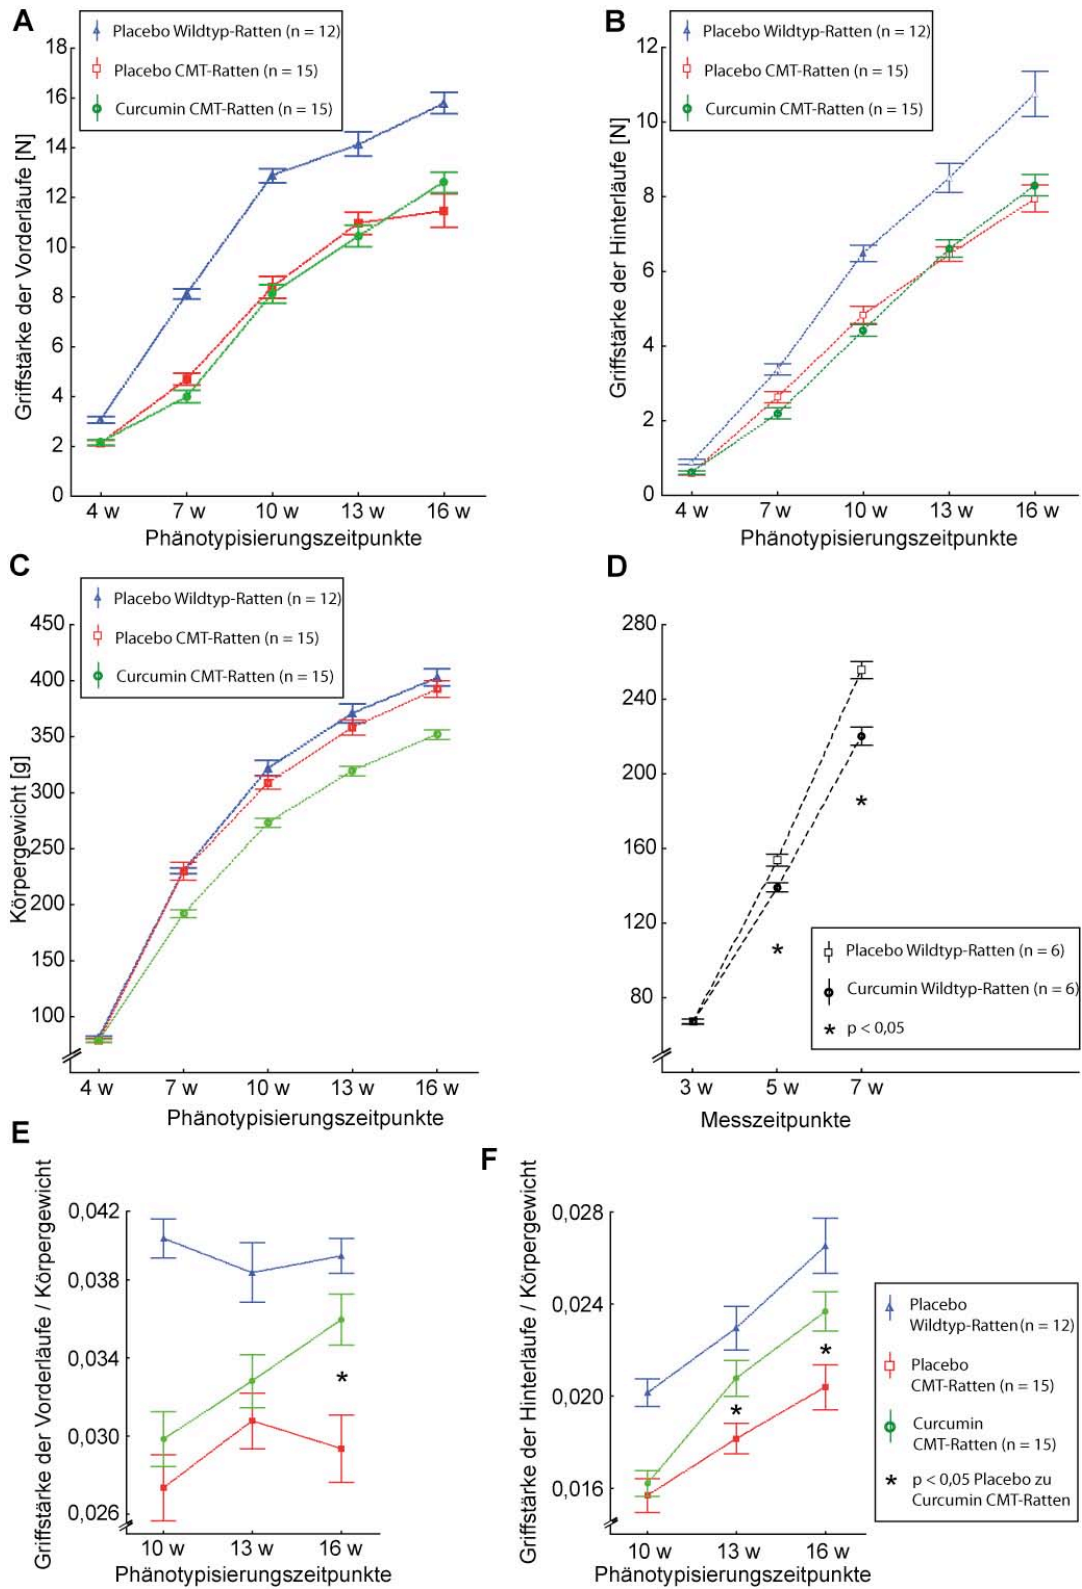 A
Placebo Wildtyp-Ratten (n = 12)
Placebo CMT-Ratten (n = 15)
Curcumin CMT-Ratten (n = 15)
Griffstärke der Vorderläufe [N]
18
16
14
12
10
8
6
4
2
0
4 w 7 w 10 w 13 w 16 w
Phänotypisierungszeitpunkte
B
Placebo Wildtyp-Ratten (n = 12)
Placebo CMT-Ratten (n = 15)
Curcumin CMT-Ratten (n = 15)
Griffstärke der Hinterläufe [N]
12
10
8
6
4
2
0
4 w 7 w 10 w 13 w 16 w
Phänotypisierungszeitpunkte
C
Placebo Wildtyp-Ratten (n = 12)
Placebo CMT-Ratten (n = 15)
Curcumin CMT-Ratten (n = 15)
Körpergewicht [g]
450
400
350
300
250
200
150
100
4 w 7 w 10 w 13 w 16 w
Phänotypisierungszeitpunkte
D
280
240
200
160
120
80
*
*
Placebo Wildtyp-Ratten (n = 6)
Curcumin Wildtyp-Ratten (n = 6)
* p < 0,05
3 w 5 w 7 w
Messzeitpunkte
E
Griffstärke der Vorderläufe / Körpergewicht
0,042
0,038
0,034
0,030
0,026
*
10 w 13 w 16 w
Phänotypisierungszeitpunkte
F
Griffstärke der Hinterläufe / Körpergewicht
0,028
0,024
0,020
0,016
*
*
10 w 13 w 16 w
Phänotypisierungszeitpunkte
Placebo
Wildtyp-Ratten (n = 12)
Placebo
CMT-Ratten (n = 15)
Curcumin
CMT-Ratten (n = 15)
* p < 0,05 Placebo zu
Curcumin CMT-Ratten